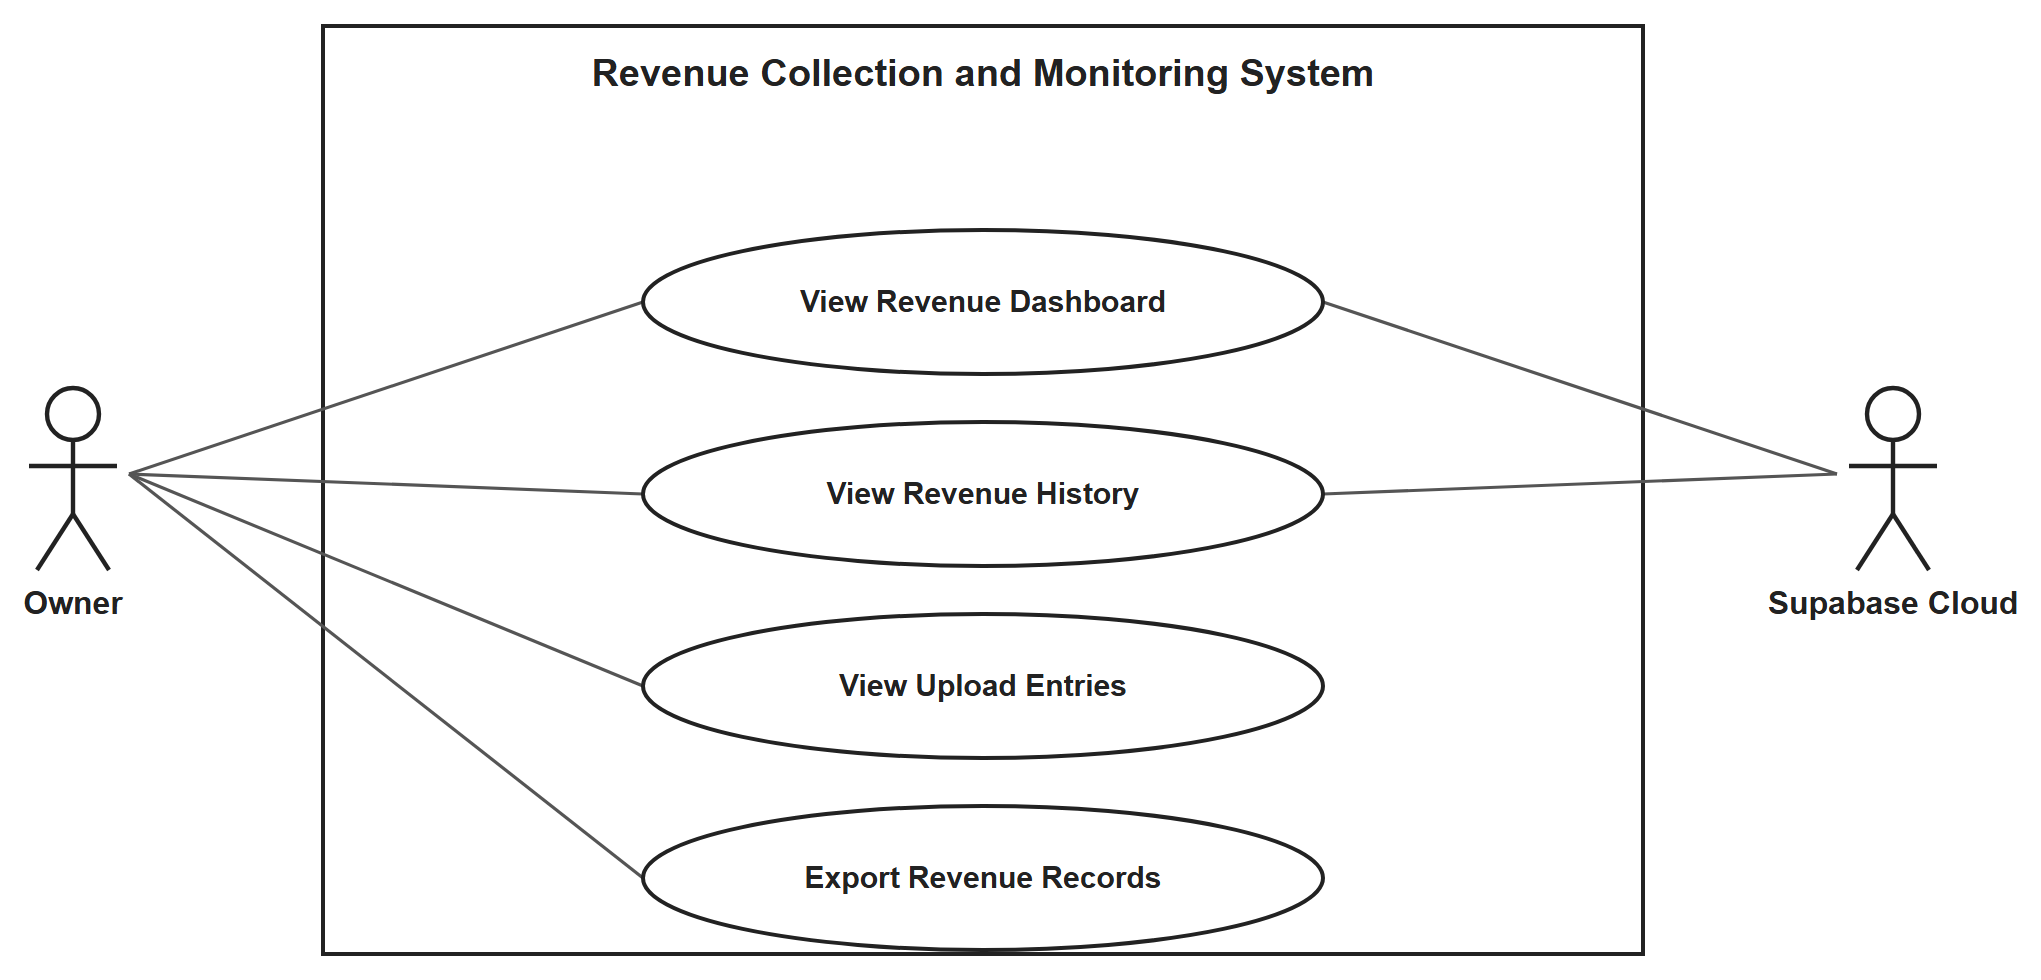 Revenue Collection and Monitoring System
View Revenue Dashboard
View Revenue History
Owner
Supabase Cloud
View Upload Entries
Export Revenue Records